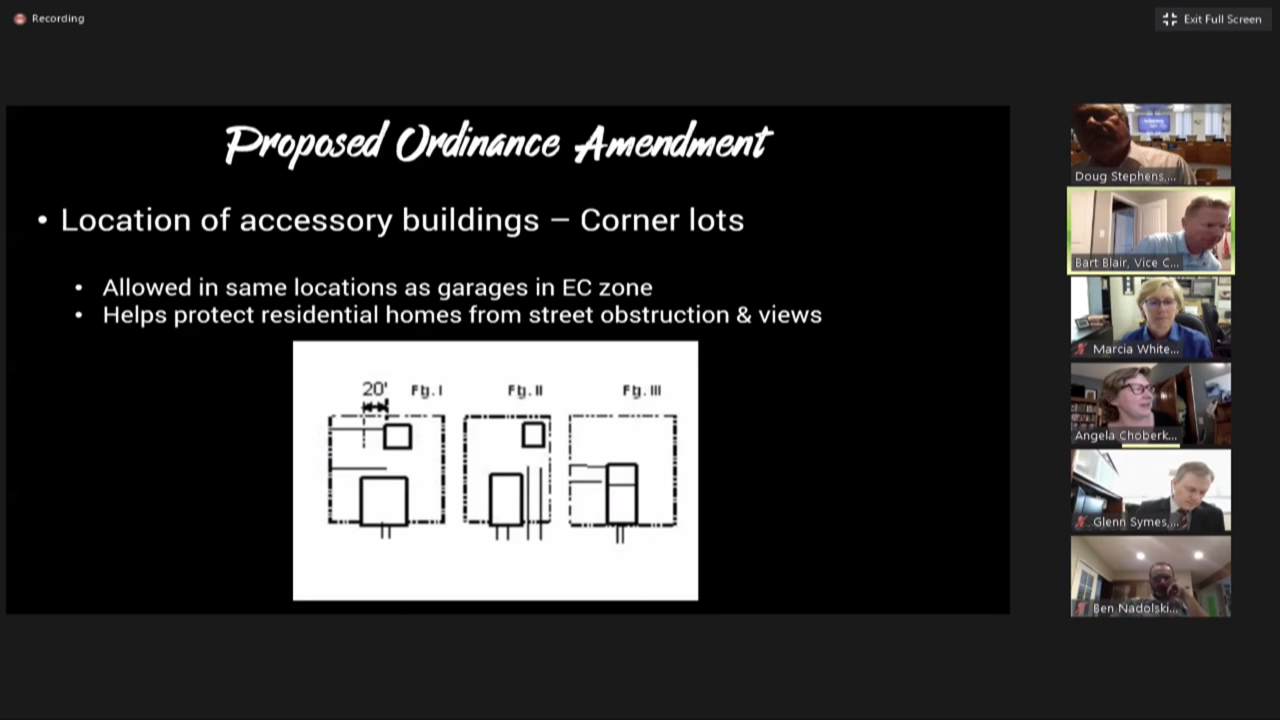 Recording
Exit Full Screen
Proposed Ordinance Amendment
• Location of accessory buildings – Corner lots
• Allowed in same locations as garages in EC zone
• Helps protect residential homes from street obstruction & views
20' Fig. I Fig. II Fig. III
Doug Stephens,...
Bart Blair, Vice C...
Marcia White...
Angela Choberk...
Glenn Symes,...
Ben Nadolski...